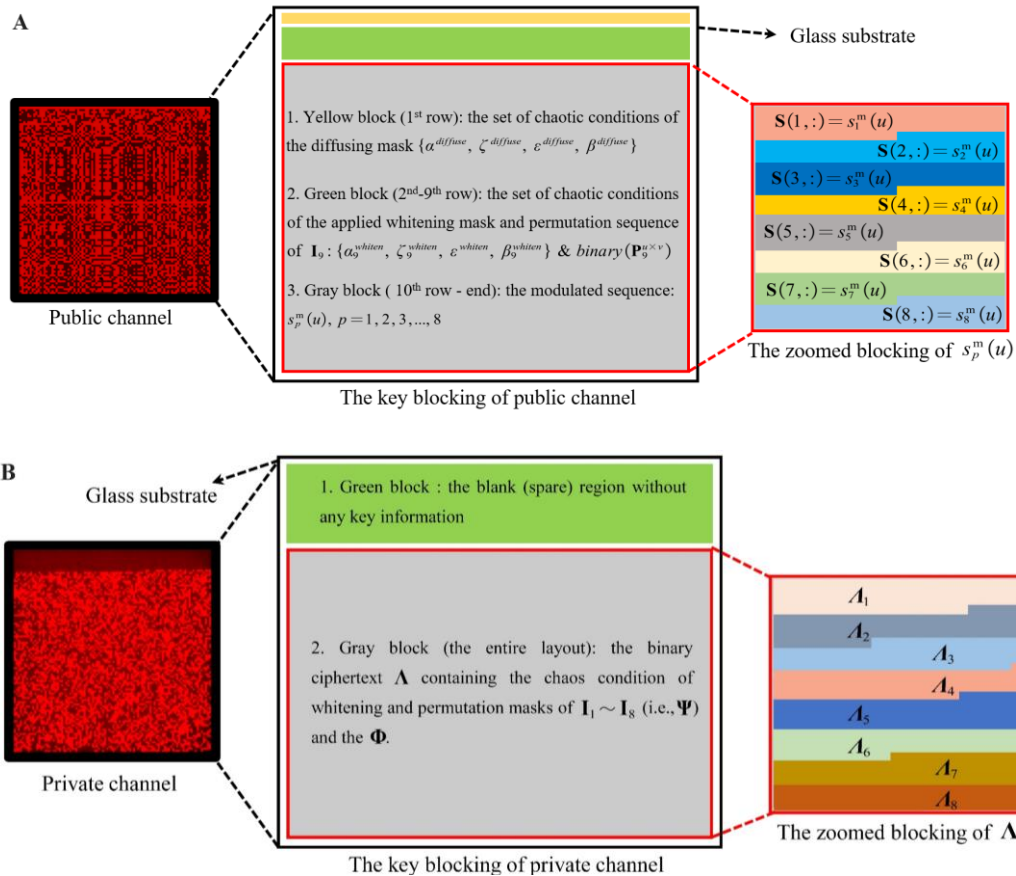 A
Glass substrate
1. Yellow block (1st row): the set of chaotic conditions of
the diffusing mask {α^diffuse, ζ^diffuse, ε^diffuse, β^diffuse}
2. Green block (2nd-9th row): the set of chaotic conditions
of the applied whitening mask and permutation sequence
of I₉: {α₉^whiten, ζ₉^whiten, ε^whiten, β₉^whiten} & binary(P₉^{u×v})
3. Gray block ( 10th row - end): the modulated sequence:
s_p^m(u), p = 1, 2, 3, ..., 8
S(1,:) = s₁^m(u)
S(2,:) = s₂^m(u)
S(3,:) = s₃^m(u)
S(4,:) = s₄^m(u)
S(5,:) = s₅^m(u)
S(6,:) = s₆^m(u)
S(7,:) = s₇^m(u)
S(8,:) = s₈^m(u)
Public channel
The key blocking of public channel
The zoomed blocking of s_p^m(u)
B
Glass substrate
1. Green block : the blank (spare) region without
any key information
2. Gray block (the entire layout): the binary
ciphertext Λ containing the chaos condition of
whitening and permutation masks of I₁ ~ I₈ (i.e., Ψ)
and the Φ.
Λ₁
Λ₂
Λ₃
Λ₄
Λ₅
Λ₆
Λ₇
Λ₈
Private channel
The key blocking of private channel
The zoomed blocking of Λ